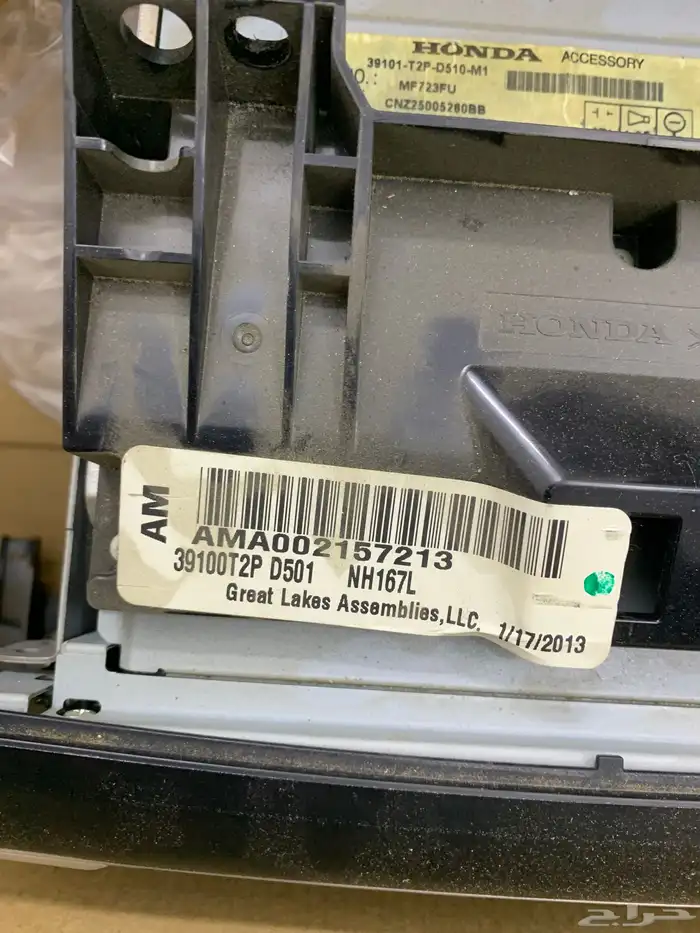 HONDA ACCESSORY
39101-T2P-D510-M1
O.:
MF723FU
CNZ25005280BB
HONDA
AM
AMA002157213
39100T2P D501 NH167L
Great Lakes Assemblies,LLC. 1/17/2013
حراج